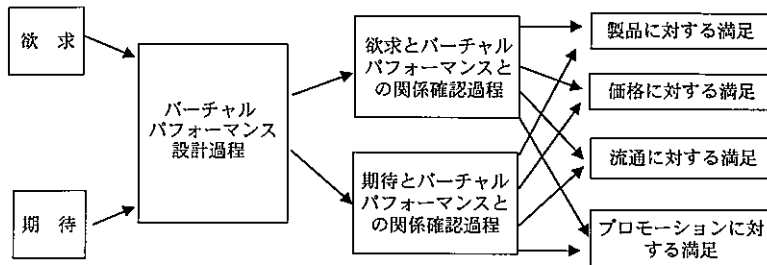 欲 求
期 待
バーチャル
パフォーマンス
設計過程
欲求とバーチャル
パフォーマンスと
の関係確認過程
期待とバーチャル
パフォーマンスと
の関係確認過程
製品に対する満足
価格に対する満足
流通に対する満足
プロモーションに対
する満足